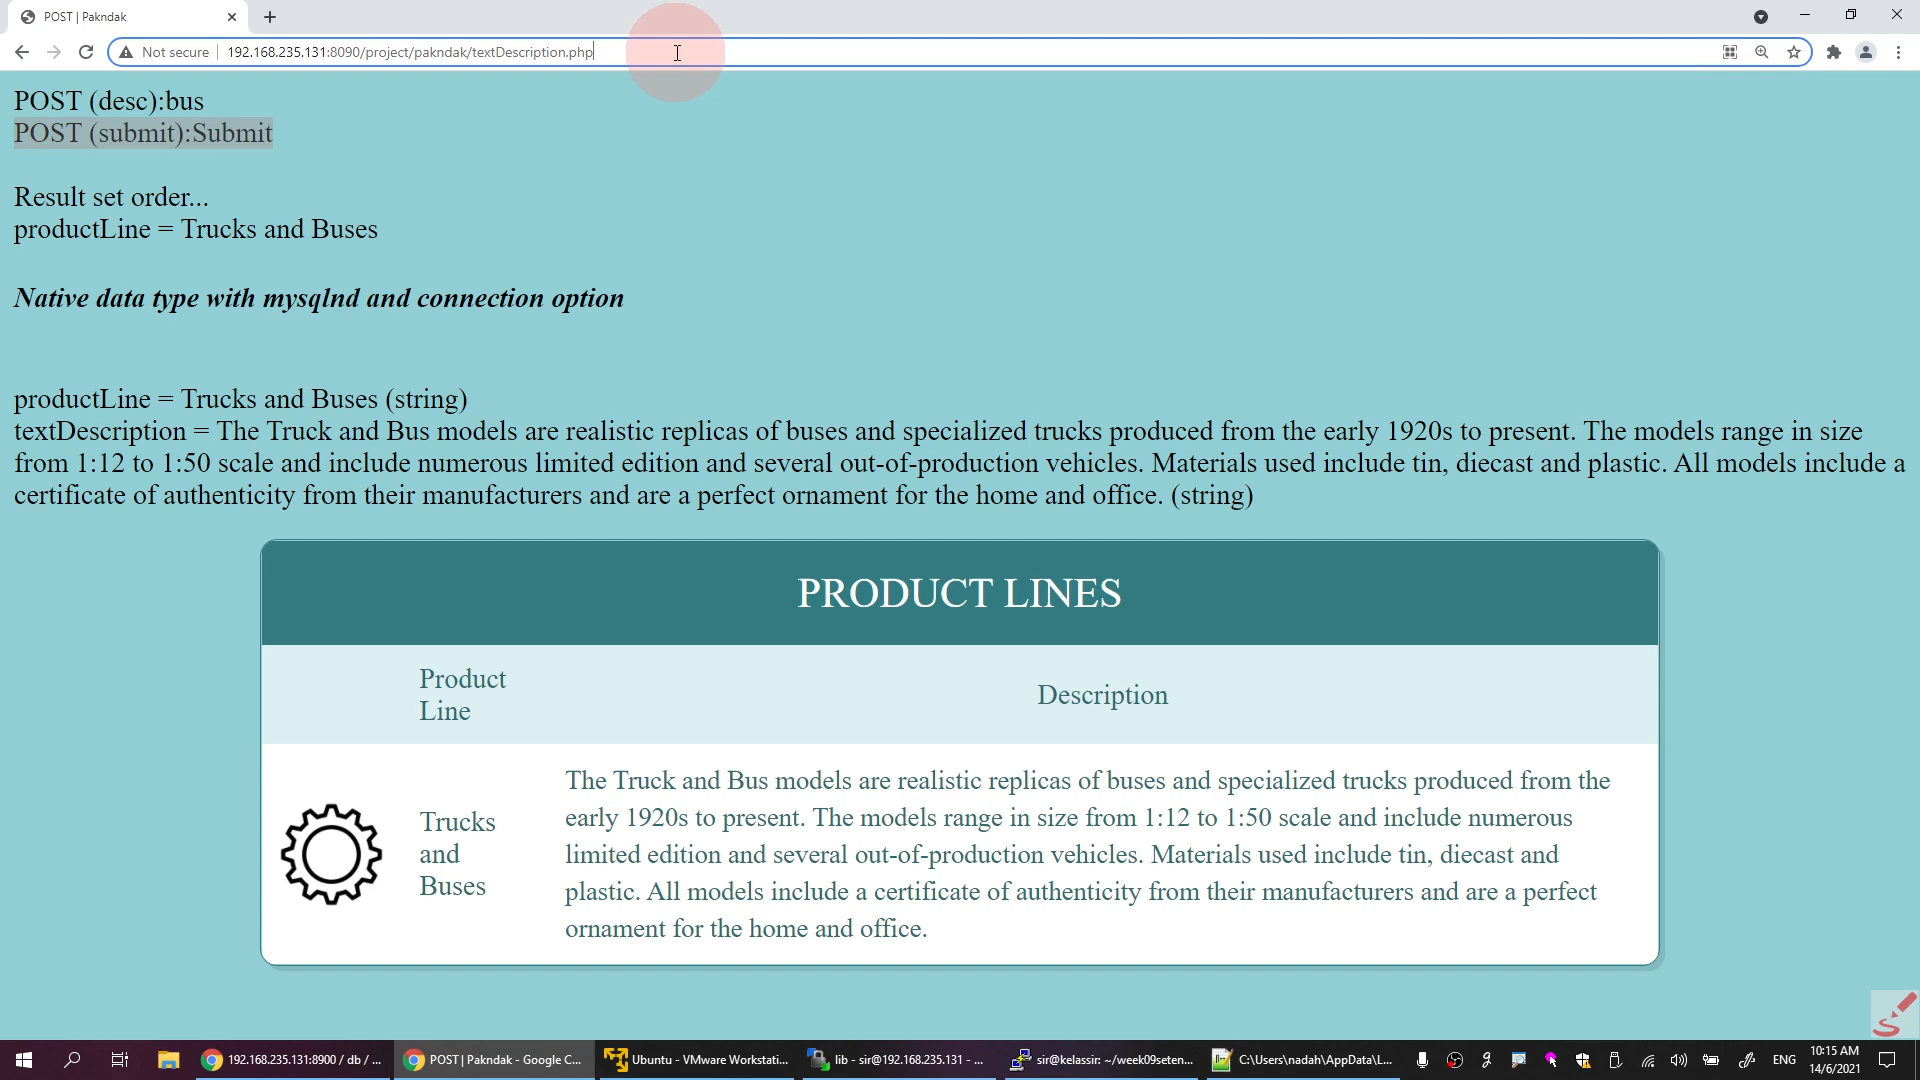 POST | Pakndak
Not secure
192.168.235.131:8090/project/pakndak/textDescription.php
POST (desc):bus
POST (submit):Submit
Result set order...
productLine = Trucks and Buses
Native data type with mysqlnd and connection option
productLine = Trucks and Buses (string)
textDescription = The Truck and Bus models are realistic replicas of buses and specialized trucks produced from the early 1920s to present. The models range in size
from 1:12 to 1:50 scale and include numerous limited edition and several out-of-production vehicles. Materials used include tin, diecast and plastic. All models include a
certificate of authenticity from their manufacturers and are a perfect ornament for the home and office. (string)
PRODUCT LINES
Product
Line
Description
Trucks
and
Buses
The Truck and Bus models are realistic replicas of buses and specialized trucks produced from the
early 1920s to present. The models range in size from 1:12 to 1:50 scale and include numerous
limited edition and several out-of-production vehicles. Materials used include tin, diecast and
plastic. All models include a certificate of authenticity from their manufacturers and are a perfect
ornament for the home and office.
192.168.235.131:8900 / db / ...
POST | Pakndak - Google C...
Ubuntu - VMware Workstati...
lib - sir@192.168.235.131 - ...
sir@kelassir: ~/week09seten...
C:\Users\nadah\AppData\L...
ENG
10:15 AM
14/6/2021